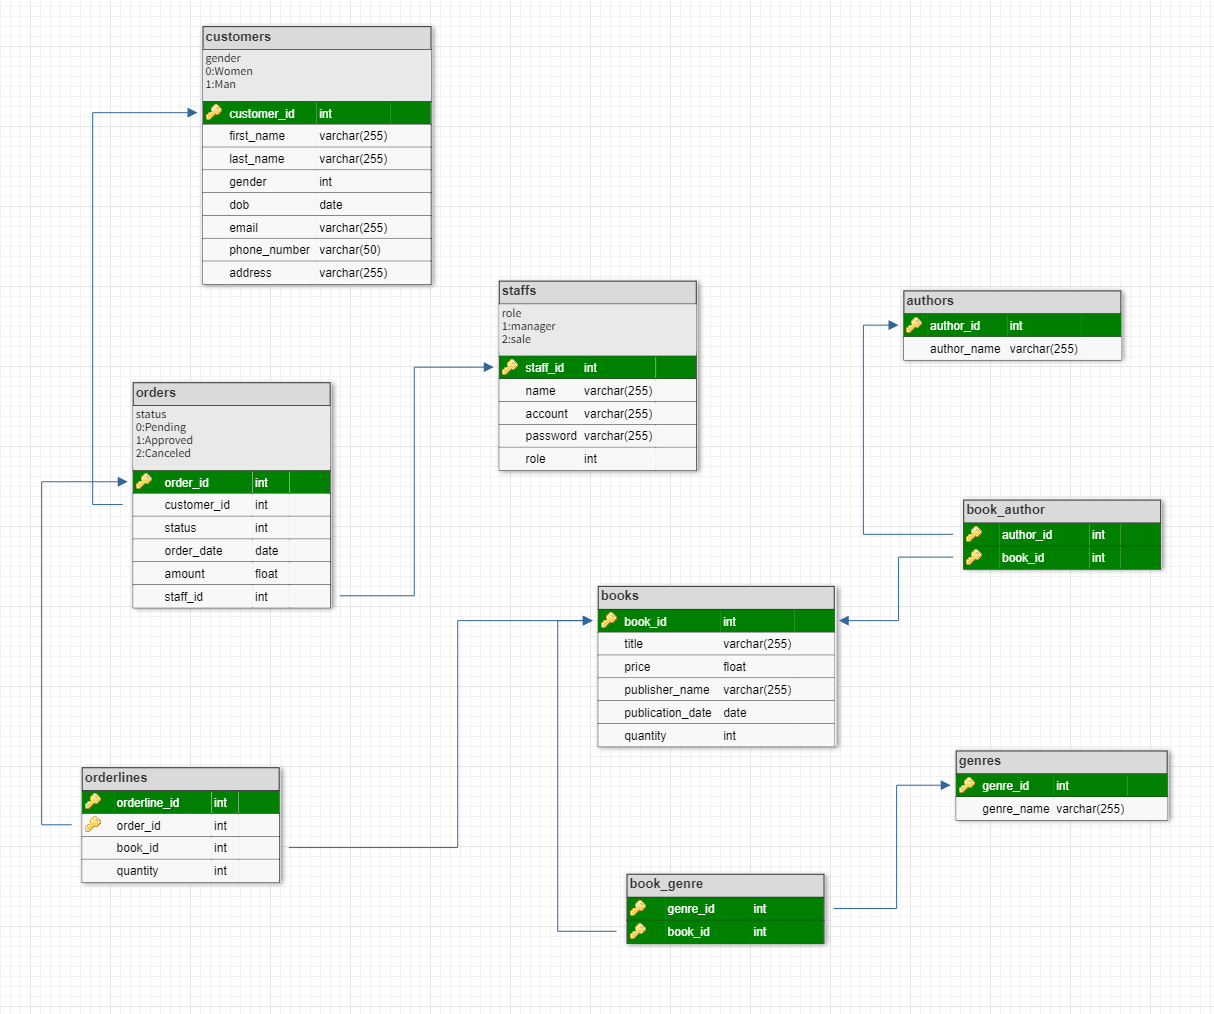 customers
gender
0:Women
1:Man
customer_id int
first_name varchar(255)
last_name varchar(255)
gender int
dob date
email varchar(255)
phone_number varchar(50)
address varchar(255)
staffs
role
1:manager
2:sale
staff_id int
name varchar(255)
account varchar(255)
password varchar(255)
role int
authors
author_id int
author_name varchar(255)
orders
status
0:Pending
1:Approved
2:Canceled
order_id int
customer_id int
status int
order_date date
amount float
staff_id int
book_author
author_id int
book_id int
books
book_id int
title varchar(255)
price float
publisher_name varchar(255)
publication_date date
quantity int
orderlines
orderline_id int
order_id int
book_id int
quantity int
genres
genre_id int
genre_name varchar(255)
book_genre
genre_id int
book_id int